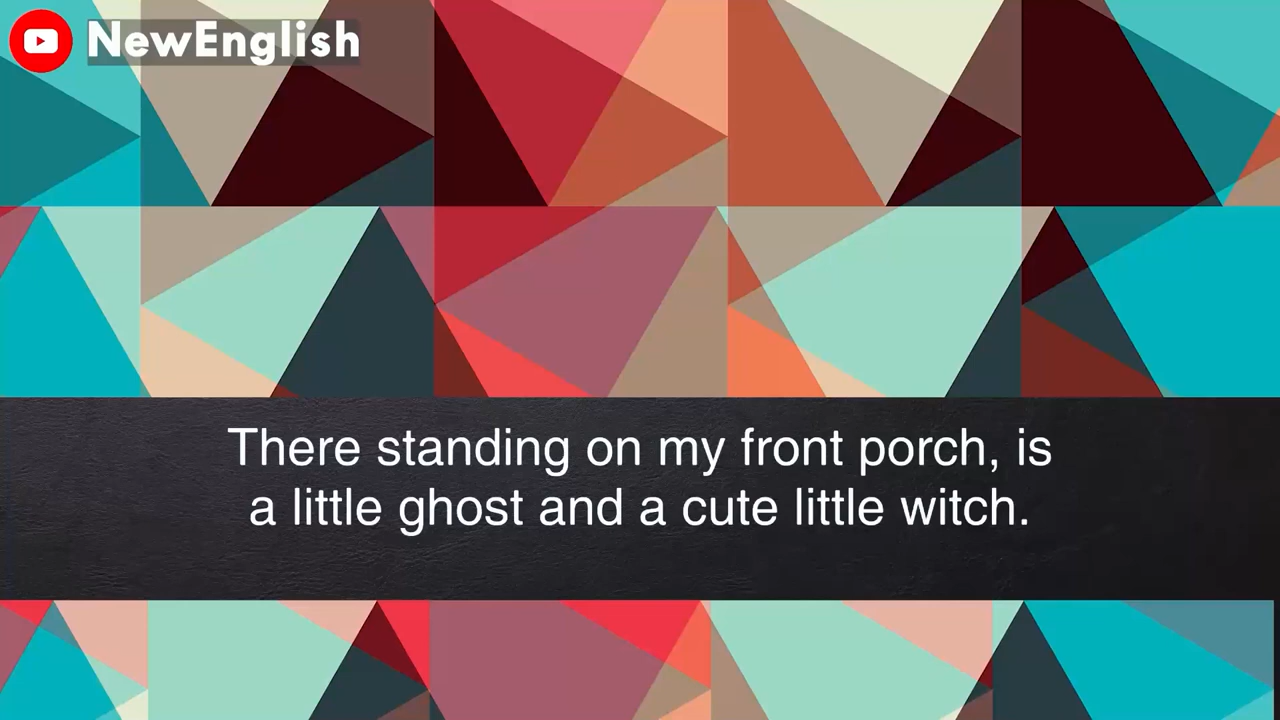 NewEnglish
There standing on my front porch, is
a little ghost and a cute little witch.